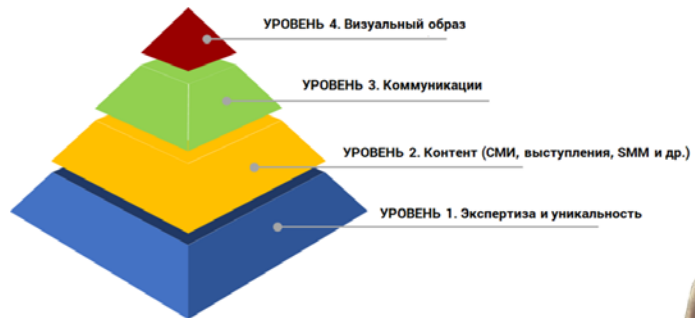 УРОВЕНЬ 4. Визуальный образ
УРОВЕНЬ 3. Коммуникации
УРОВЕНЬ 2. Контент (СМИ, выступления, SMM и др.)
УРОВЕНЬ 1. Экспертиза и уникальность